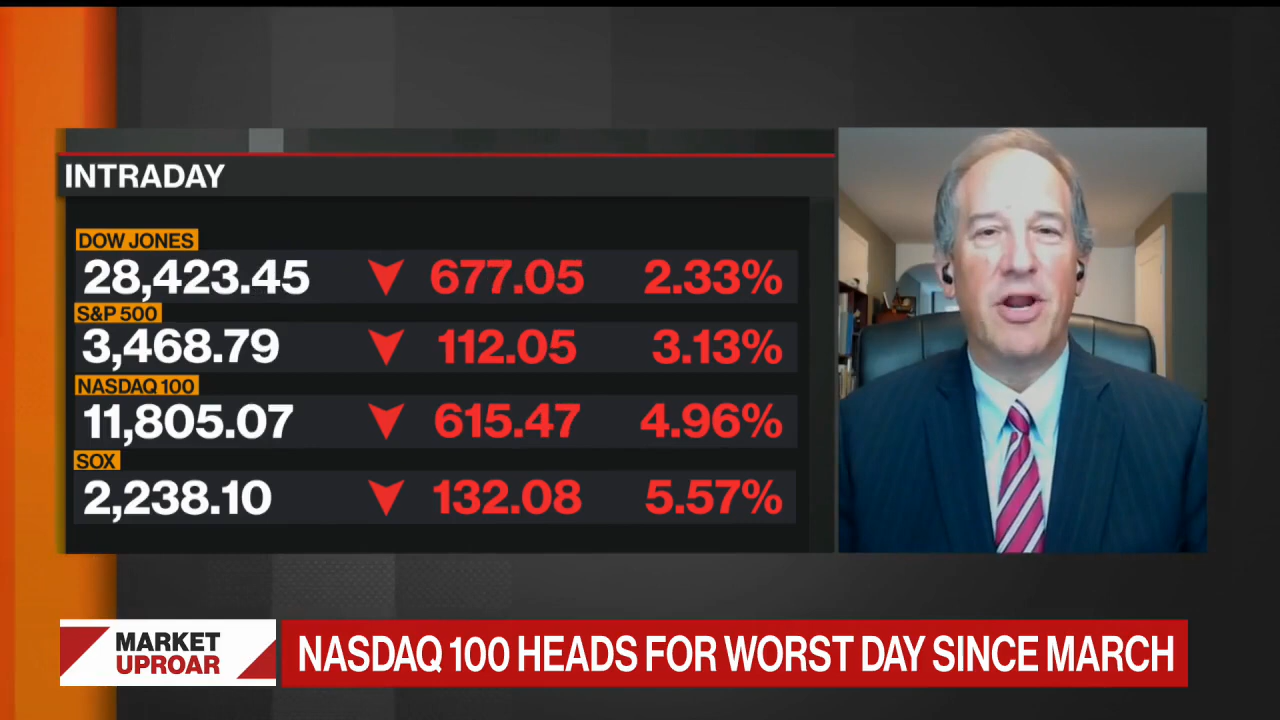 INTRADAY
DOW JONES
28,423.45 677.05 2.33%
S&P 500
3,468.79 112.05 3.13%
NASDAQ 100
11,805.07 615.47 4.96%
SOX
2,238.10 132.08 5.57%
MARKET
UPROAR
NASDAQ 100 HEADS FOR WORST DAY SINCE MARCH